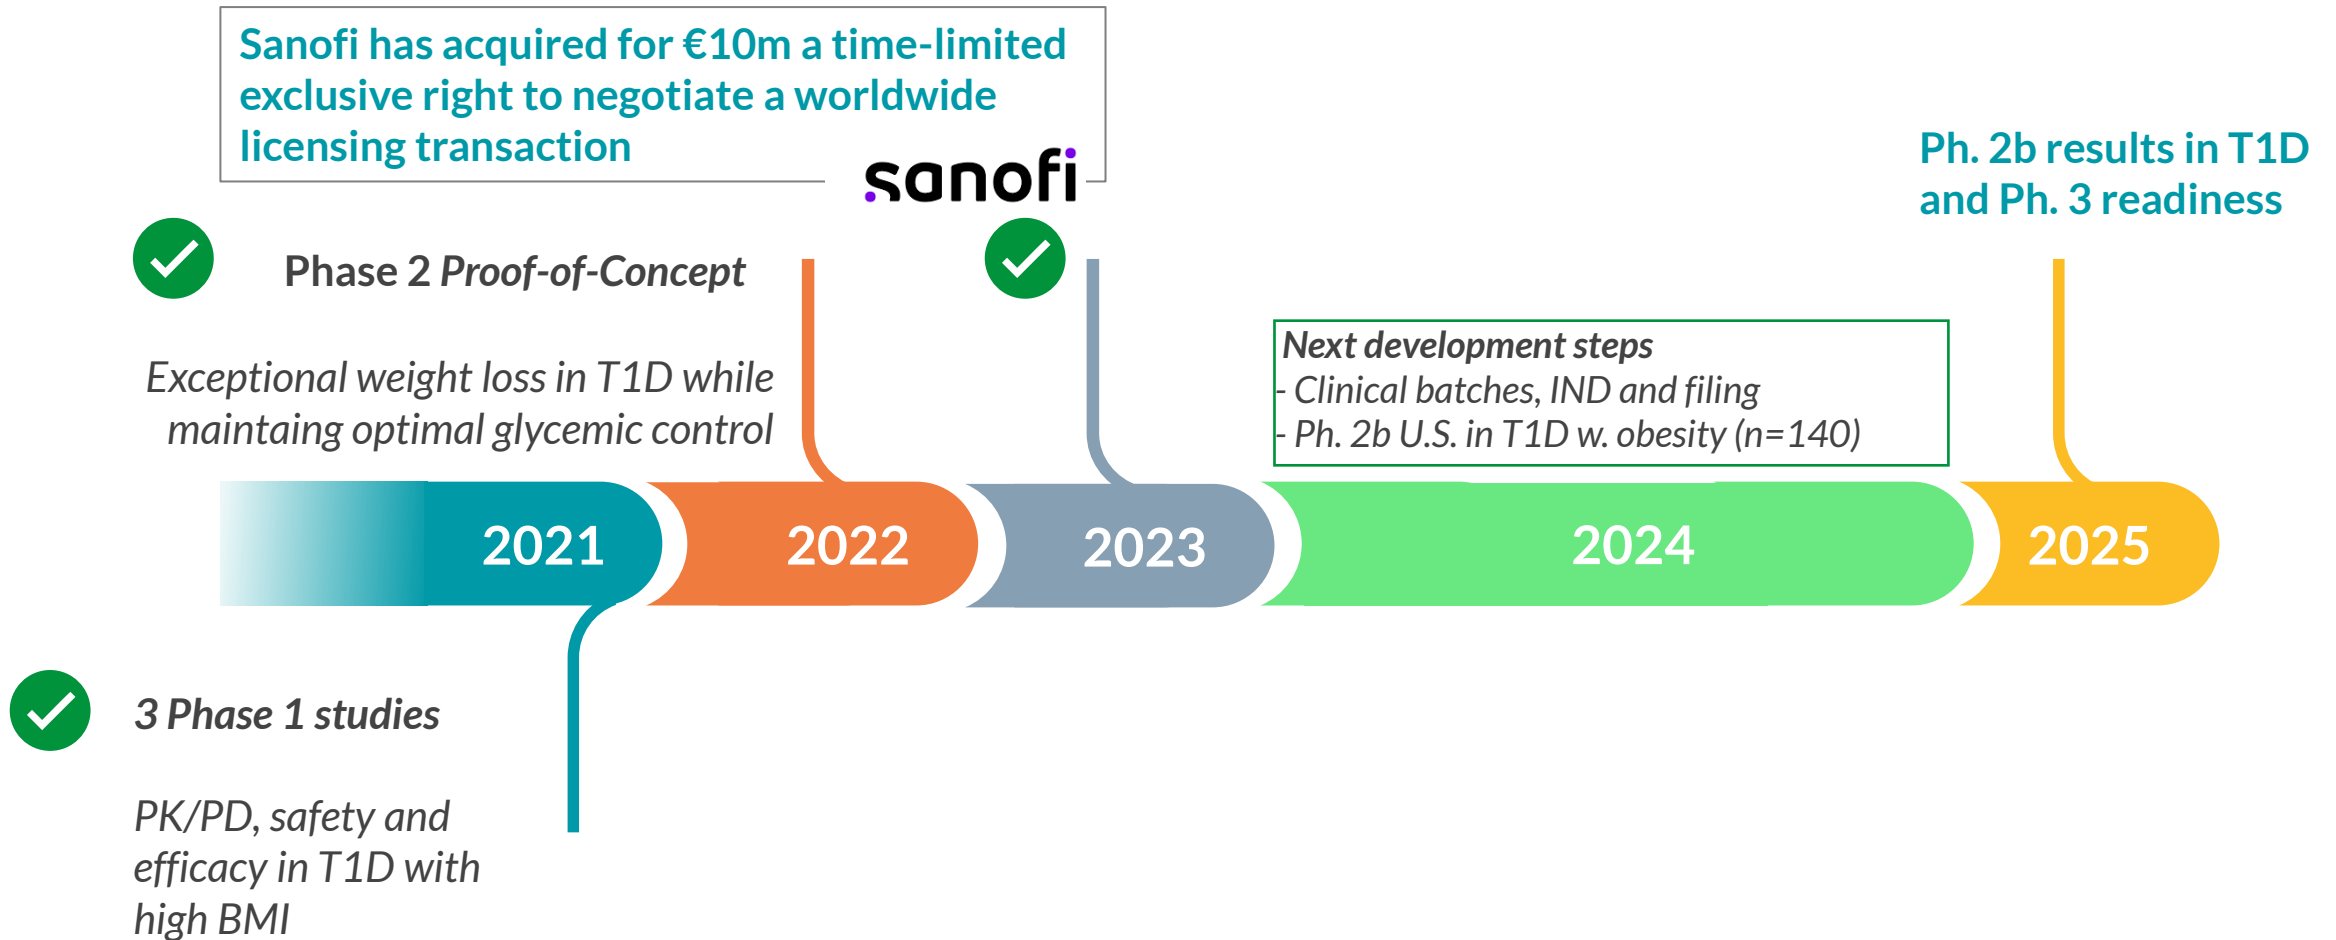 Sanofi has acquired for €10m a time-limited
exclusive right to negotiate a worldwide
licensing transaction
sanofi
Ph. 2b results in T1D
and Ph. 3 readiness
Phase 2 Proof-of-Concept
Exceptional weight loss in T1D while
maintaing optimal glycemic control
Next development steps
- Clinical batches, IND and filing
- Ph. 2b U.S. in T1D w. obesity (n=140)
2021
2022
2023
2024
2025
3 Phase 1 studies
PK/PD, safety and
efficacy in T1D with
high BMI